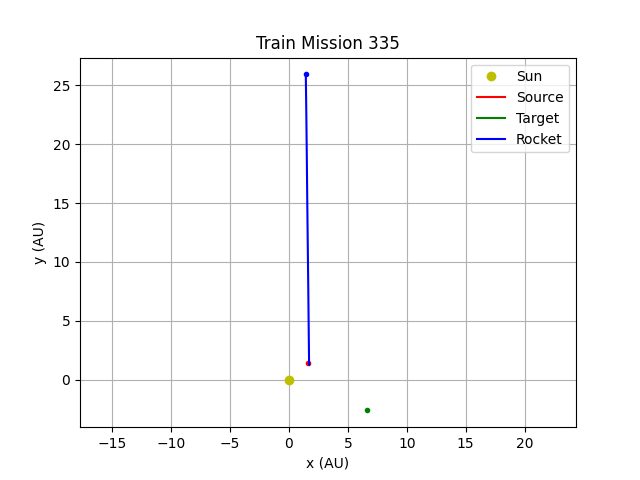 Train Mission 335
Sun
Source
Target
Rocket
25
20
15
10
5
0
y (AU)
−15 −10 −5 0 5 10 15 20
x (AU)